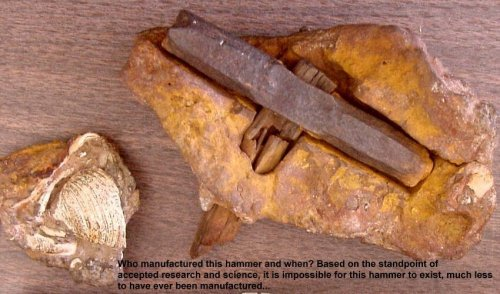 Who manufactured this hammer and when? Based on the standpoint of
accepted research and science, it is impossible for this hammer to exist, much less
to have ever been manufactured...